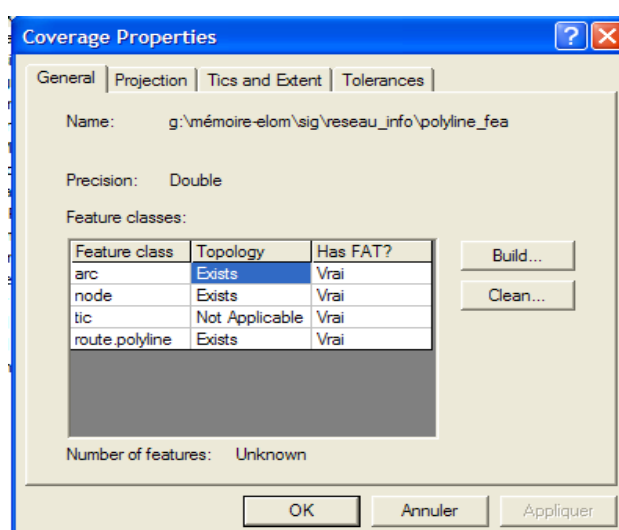 Coverage Properties
General Projection Tics and Extent Tolerances
Name: g:\mémoire-elom\sig\reseau_info\polyline_fea
Precision: Double
Feature classes:
Feature class Topology Has FAT?
arc Exists Vrai
node Exists Vrai
tic Not Applicable Vrai
route.polyline Exists Vrai
Build...
Clean...
Number of features: Unknown
OK Annuler Appliquer